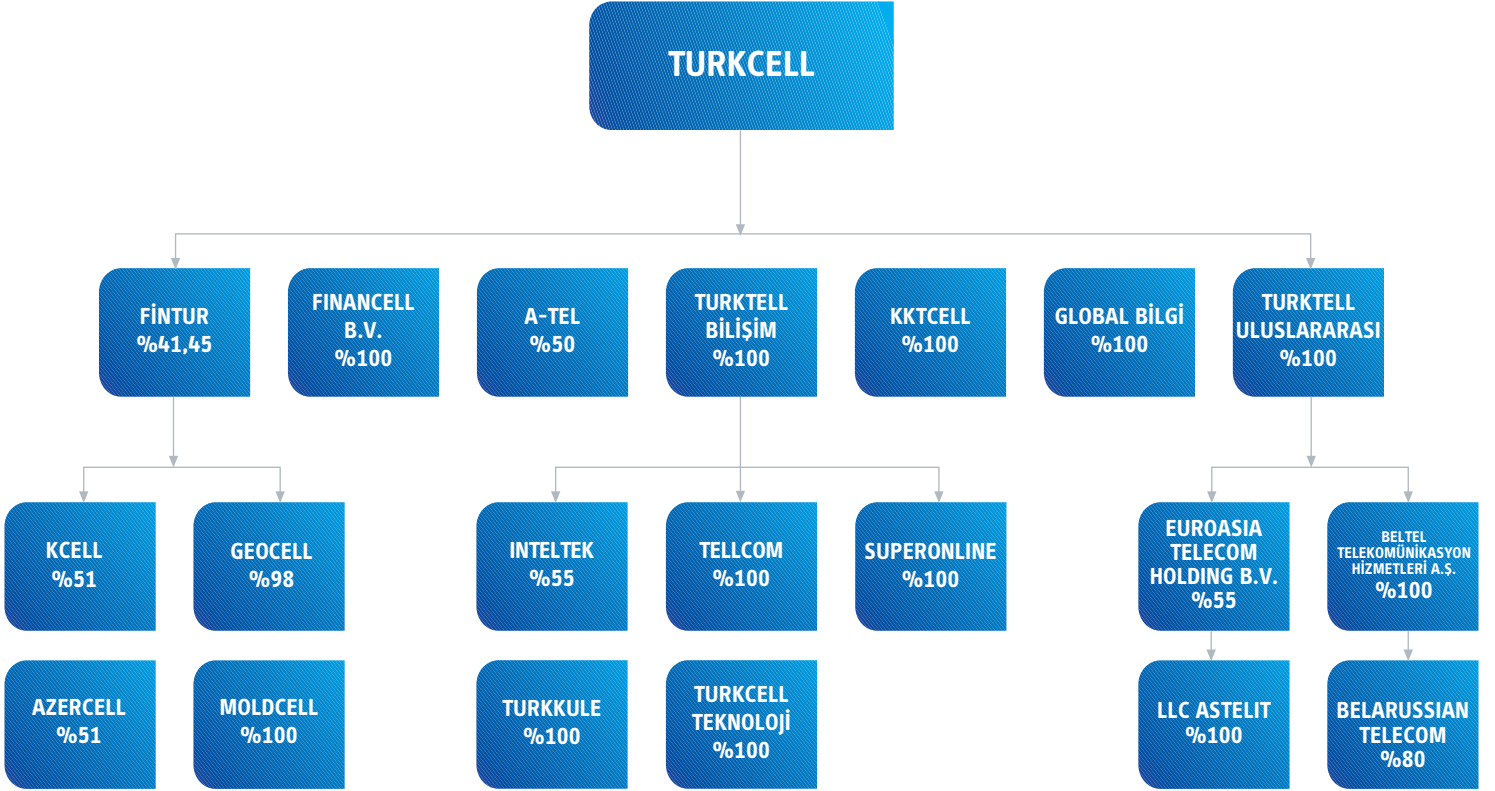 TURKCELL
FİNTUR
%41,45
FINANCELL
B.V.
%100
A-TEL
%50
TURKTELL
BİLİŞİM
%100
KKTCELL
%100
GLOBAL BİLGİ
%100
TURKTELL
ULUSLARARASI
%100
KCELL
%51
GEOCELL
%98
INTELTEK
%55
TELLCOM
%100
SUPERONLINE
%100
EUROASIA
TELECOM
HOLDING B.V.
%55
BELTEL
TELEKOMÜNİKASYON
HİZMETLERİ A.Ş.
%100
AZERCELL
%51
MOLDCELL
%100
TURKKULE
%100
TURKCELL
TEKNOLOJİ
%100
LLC ASTELIT
%100
BELARUSSIAN
TELECOM
%80